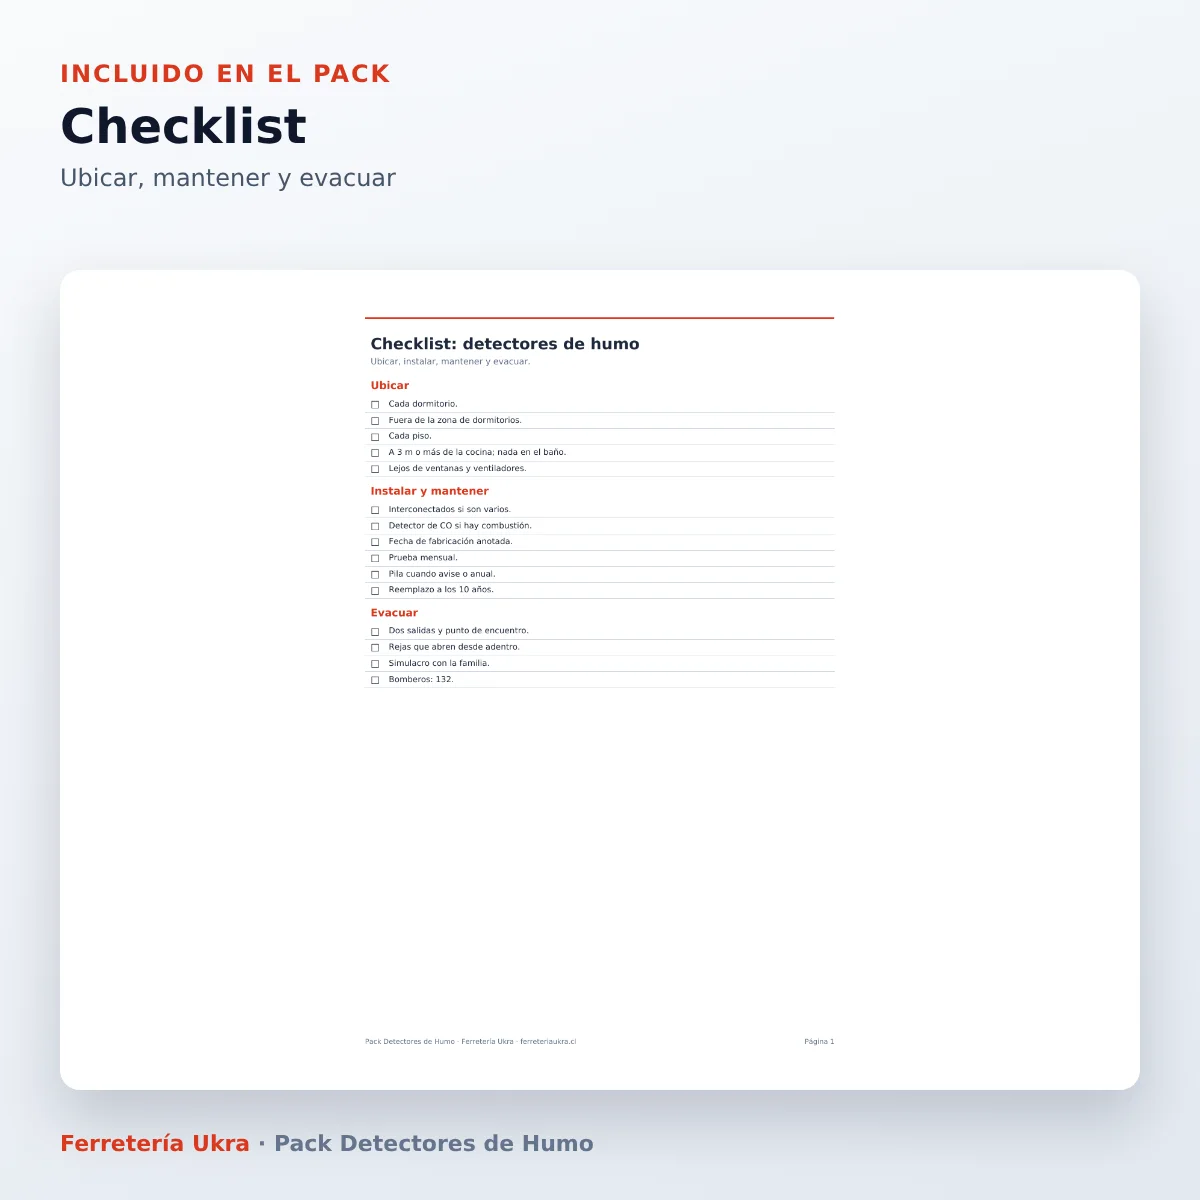 INCLUIDO EN EL PACK
Checklist
Ubicar, mantener y evacuar
Checklist: detectores de humo
Ubicar, instalar, mantener y evacuar.
Ubicar
☐ Cada dormitorio.
☐ Fuera de la zona de dormitorios.
☐ Cada piso.
☐ A 3 m o más de la cocina; nada en el baño.
☐ Lejos de ventanas y ventiladores.
Instalar y mantener
☐ Interconectados si son varios.
☐ Detector de CO si hay combustión.
☐ Fecha de fabricación anotada.
☐ Prueba mensual.
☐ Pila cuando avise o anual.
☐ Reemplazo a los 10 años.
Evacuar
☐ Dos salidas y punto de encuentro.
☐ Rejas que abren desde adentro.
☐ Simulacro con la familia.
☐ Bomberos: 132.
Pack Detectores de Humo · Ferretería Ukra · ferreteriaukra.cl Página 1
Ferretería Ukra · Pack Detectores de Humo